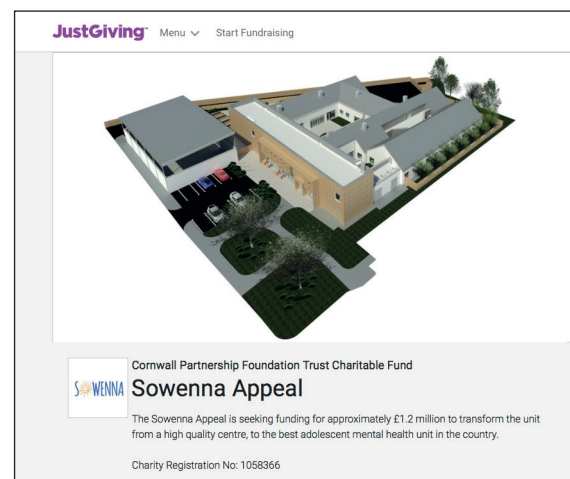 JustGiving™ Menu Start Fundraising
Cornwall Partnership Foundation Trust Charitable Fund
SOWENNA
Sowenna Appeal
The Sowenna Appeal is seeking funding for approximately £1.2 million to transform the unit
from a high quality centre, to the best adolescent mental health unit in the country.
Charity Registration No: 1058366